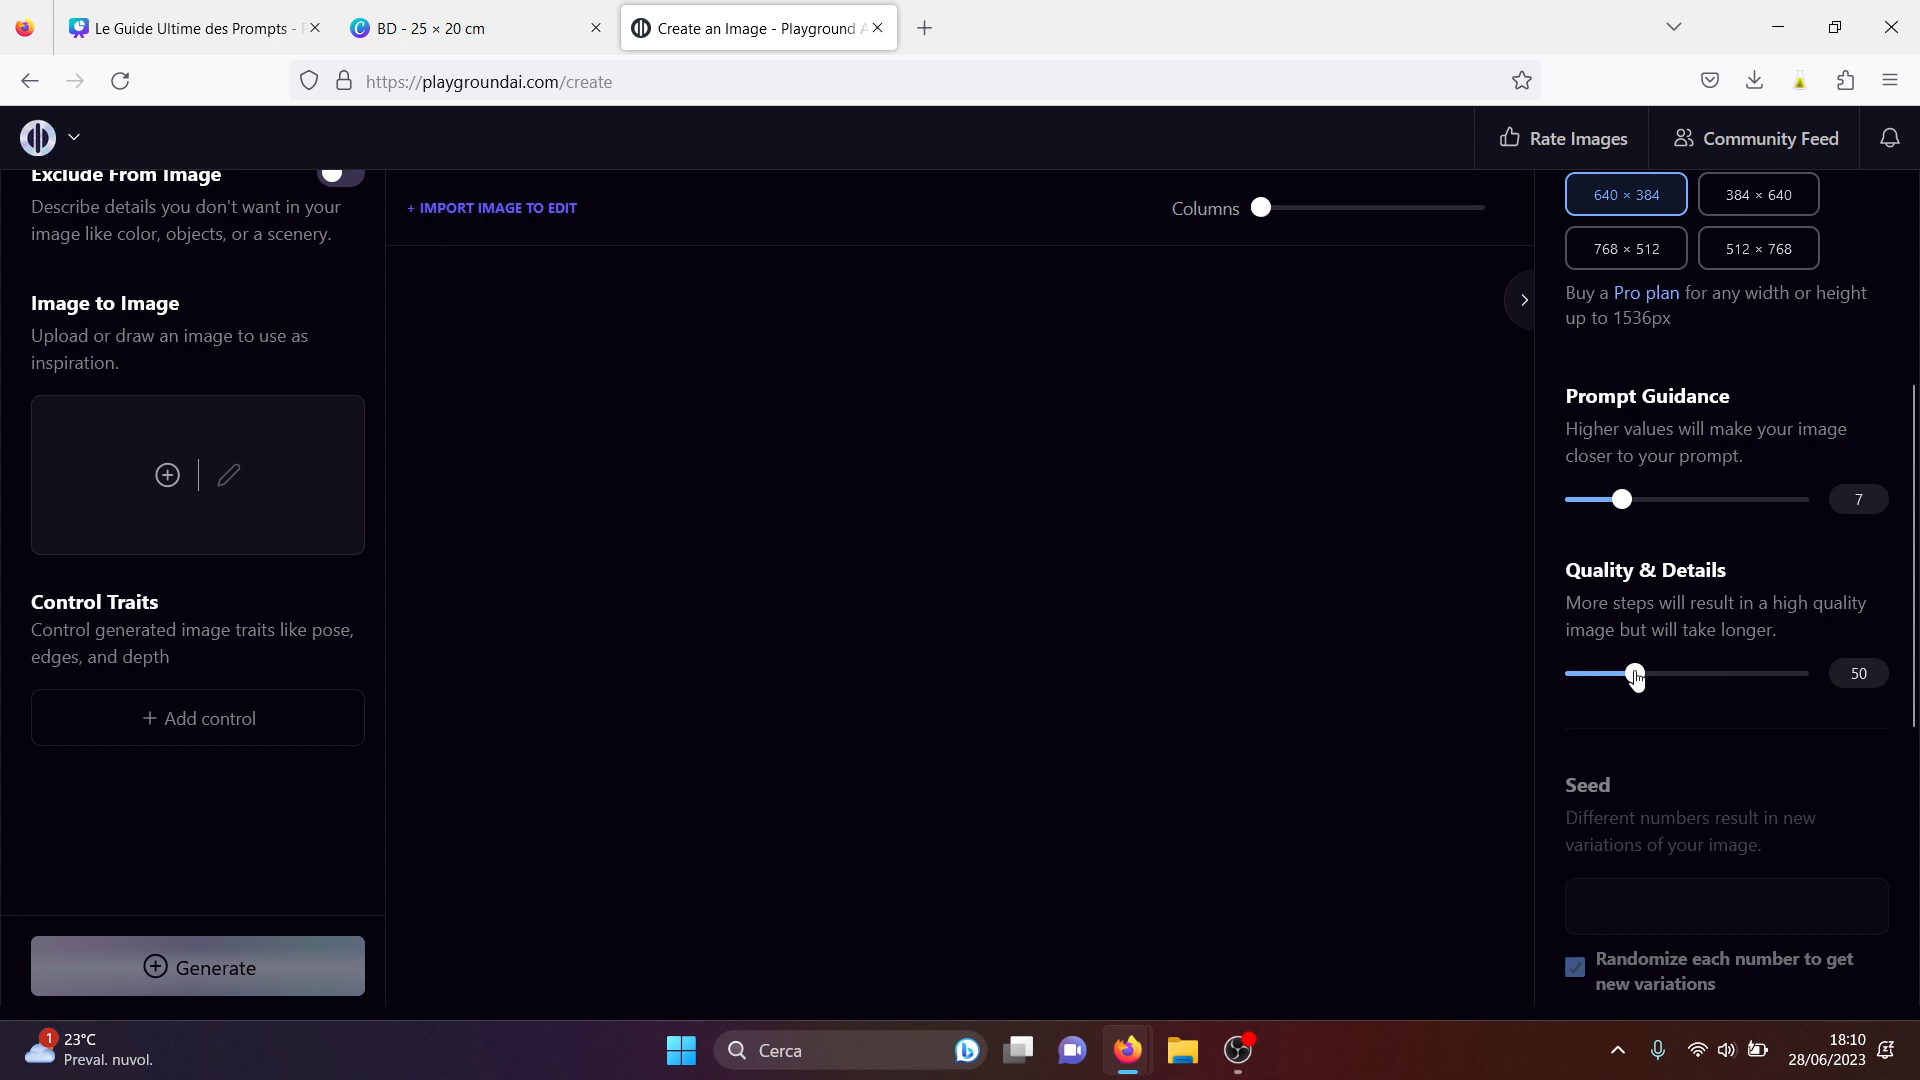 Le Guide Ultime des Prompts -
BD - 25 × 20 cm
Create an Image - Playground
https://playgroundai.com/create
Rate Images
Community Feed
Exclude From Image
Describe details you don't want in your
image like color, objects, or a scenery.
Image to Image
Upload or draw an image to use as
inspiration.
Control Traits
Control generated image traits like pose,
edges, and depth
+ Add control
Generate
+ IMPORT IMAGE TO EDIT
Columns
640 × 384
384 × 640
768 × 512
512 × 768
Buy a Pro plan for any width or height
up to 1536px
Prompt Guidance
Higher values will make your image
closer to your prompt.
7
Quality & Details
More steps will result in a high quality
image but will take longer.
50
Seed
Different numbers result in new
variations of your image.
Randomize each number to get
new variations
1
23°C
Preval. nuvol.
Cerca
18:10
28/06/2023